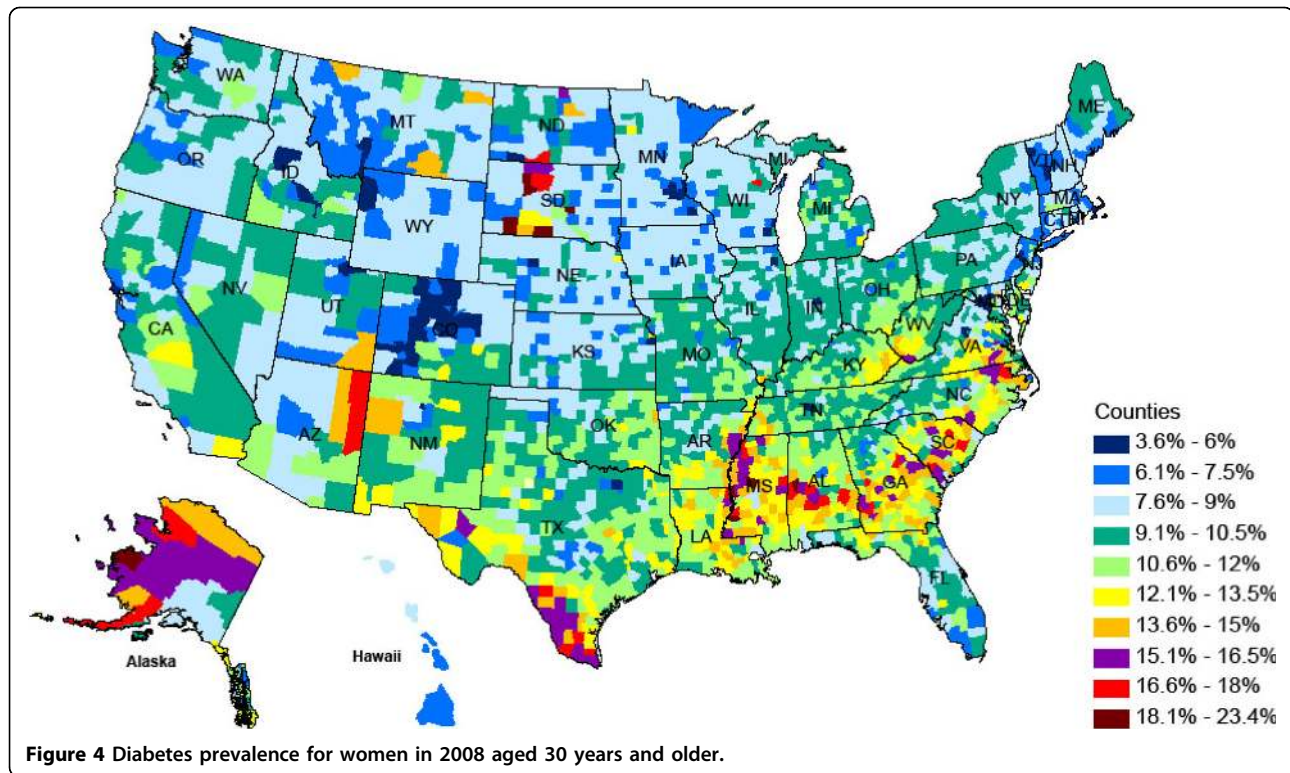 WA
MT
ND
MN
ME
OR
ID
SD
WI
MI
VT
NH
NY
MA
CT
RI
WY
MI
IA
NE
PA
NJ
NV
UT
CO
IL
IN
OH
MD
DE
CA
KS
MO
WV
VA
KY
AZ
NM
OK
AR
TN
NC
SC
MS
AL
GA
TX
LA
FL
Alaska
Hawaii
Counties
3.6% - 6%
6.1% - 7.5%
7.6% - 9%
9.1% - 10.5%
10.6% - 12%
12.1% - 13.5%
13.6% - 15%
15.1% - 16.5%
16.6% - 18%
18.1% - 23.4%
Figure 4 Diabetes prevalence for women in 2008 aged 30 years and older.